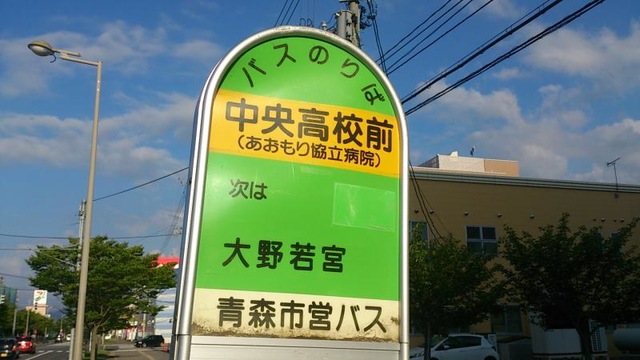 バスのりば
中央高校前
(あおもり協立病院)
次は
大野若宮
青森市営バス